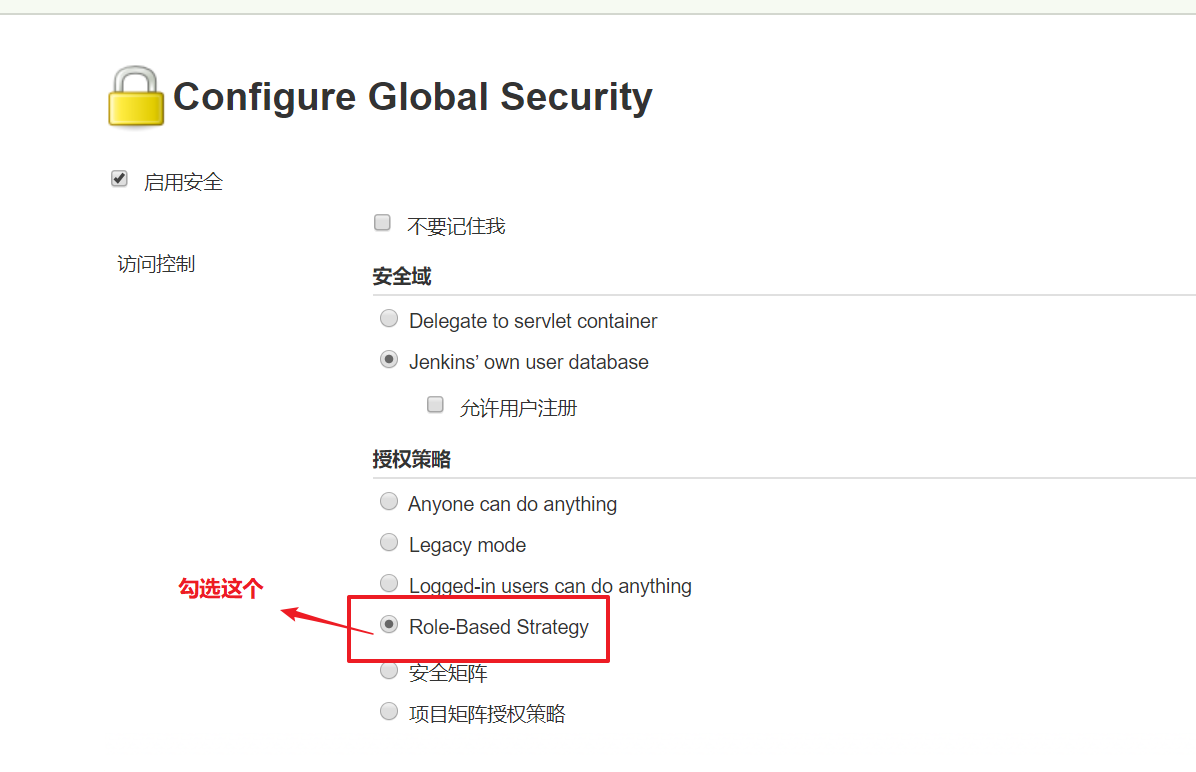 Configure Global Security
启用安全
不要记住我
访问控制
安全域
Delegate to servlet container
Jenkins’ own user database
允许用户注册
授权策略
Anyone can do anything
Legacy mode
Logged-in users can do anything
勾选这个
Role-Based Strategy
安全矩阵
项目矩阵授权策略